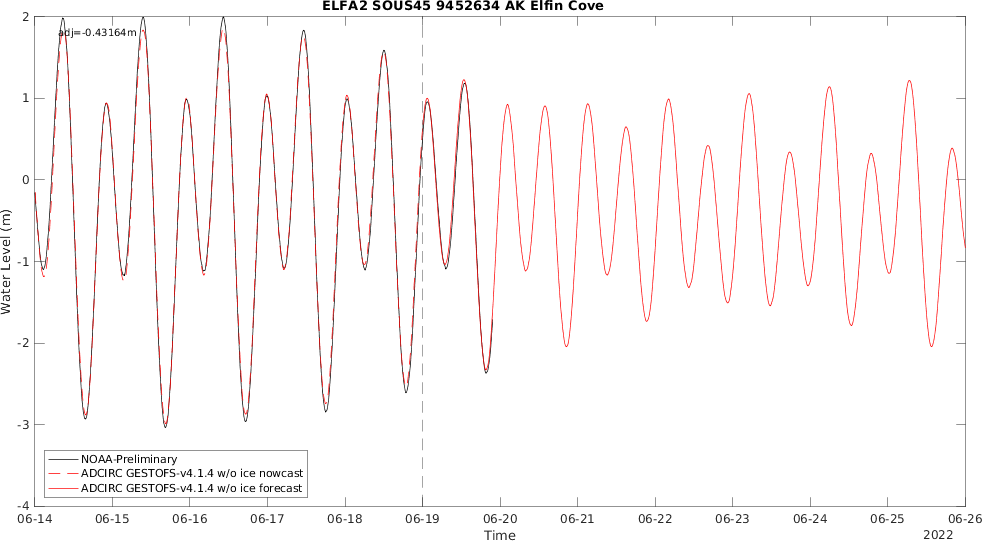 ELFA2 SOUS45 9452634 AK Elfin Cove
adj=-0.43164m
2
1
0
-1
-2
-3
-4
Water Level (m)
NOAA-Preliminary
ADCIRC GESTOFS-v4.1.4 w/o ice nowcast
ADCIRC GESTOFS-v4.1.4 w/o ice forecast
06-14 06-15 06-16 06-17 06-18 06-19 06-20 06-21 06-22 06-23 06-24 06-25 06-26
Time
2022